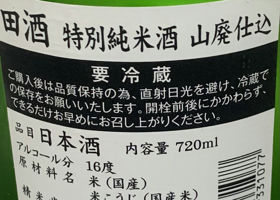 田酒 特別純米酒 山廃仕込
要冷蔵
ご購入後は品質保持の為、直射日光を避け、冷蔵で
の保存をお願いいたします。開栓前後にかかわらず、
できるだけお早めにお召し上がりください。
品目 日本酒 内容量 720ml
アルコール分 16度
原材料名 米(国産)
米こうじ(国産米)
精米歩
331077